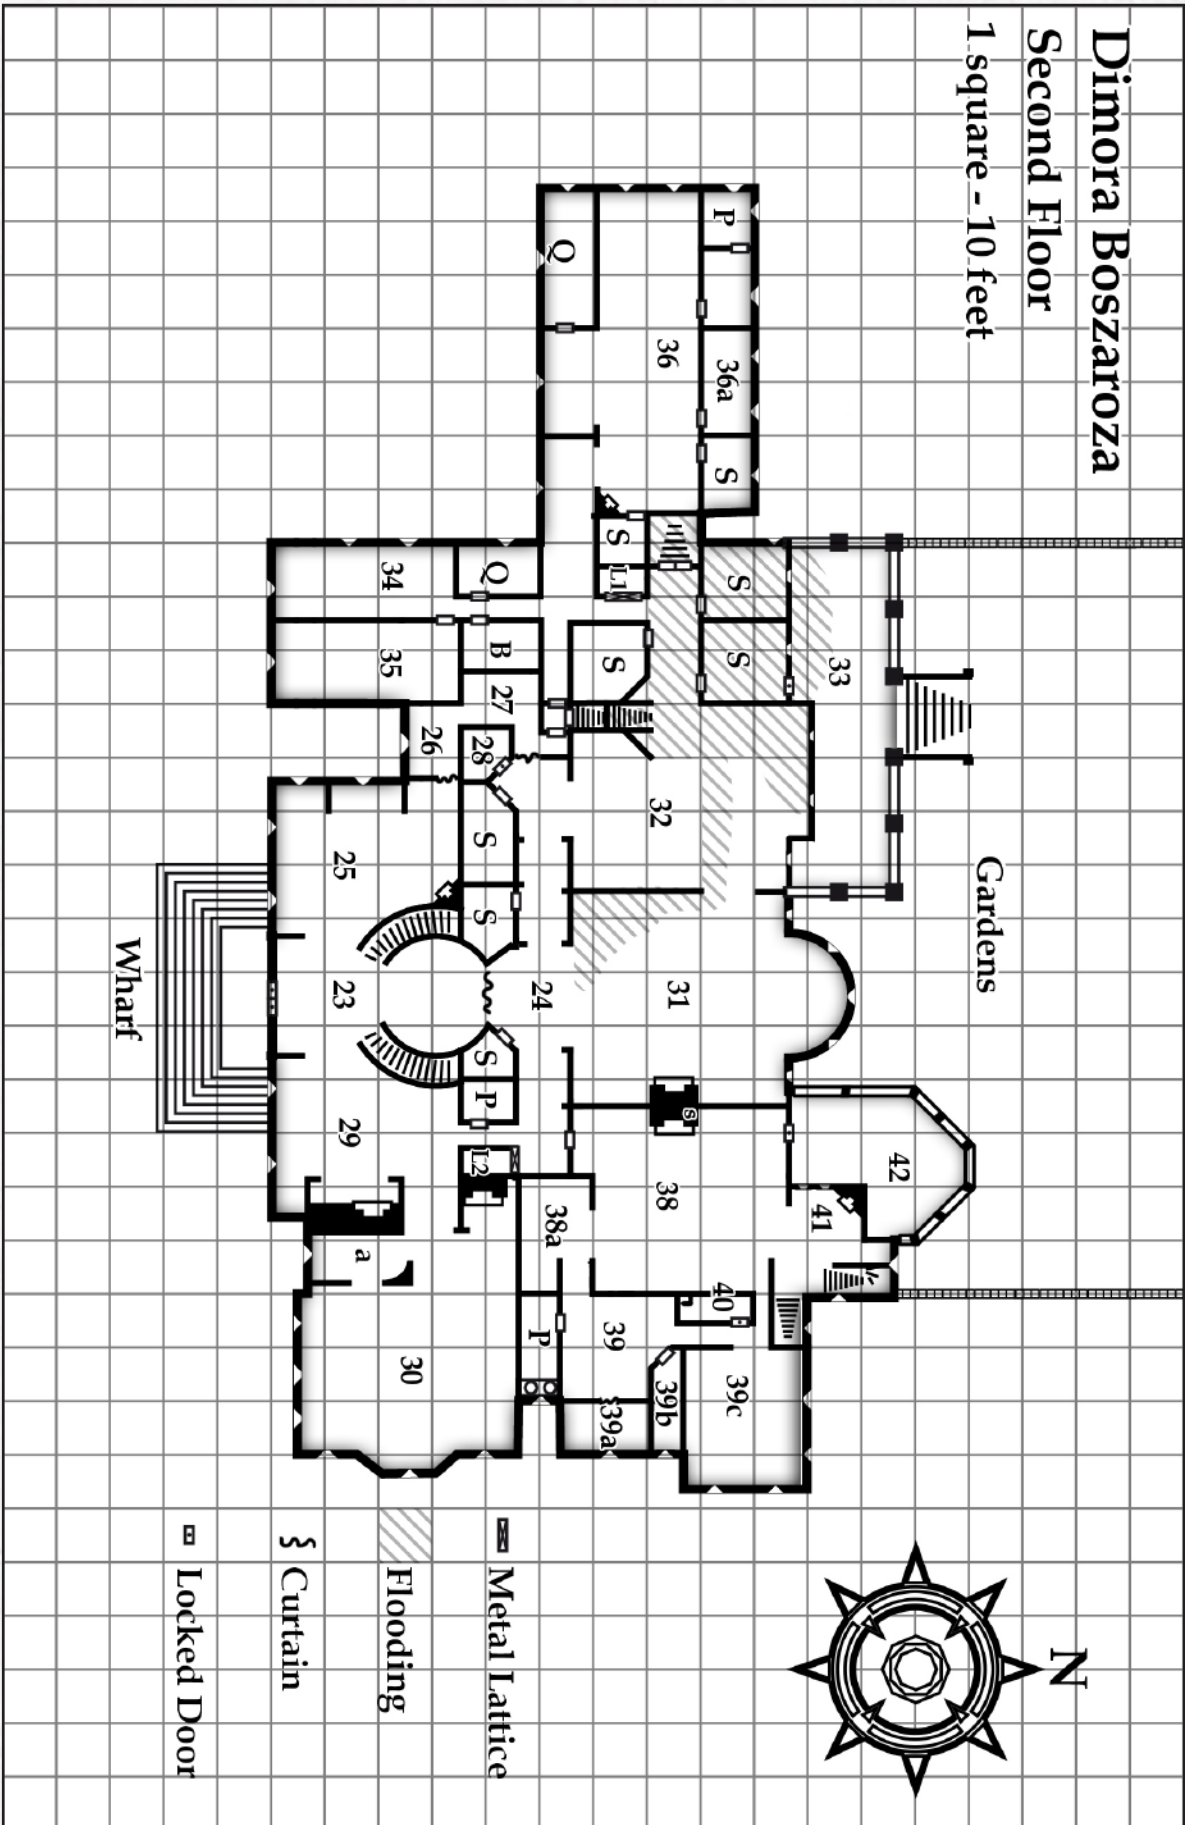 Dimora Boszaroza
Second Floor
1 square - 10 feet
Gardens
N
P
36a
S
Q
36
S
L1
S
S
33
34
Q
35
B
S
27
26
28
32
S
S
25
23
24
31
Wharf
S
P
29
L2
s
38
38a
42
41
a
30
P
39
40
39a
39b
39c
Metal Lattice
Flooding
Curtain
Locked Door